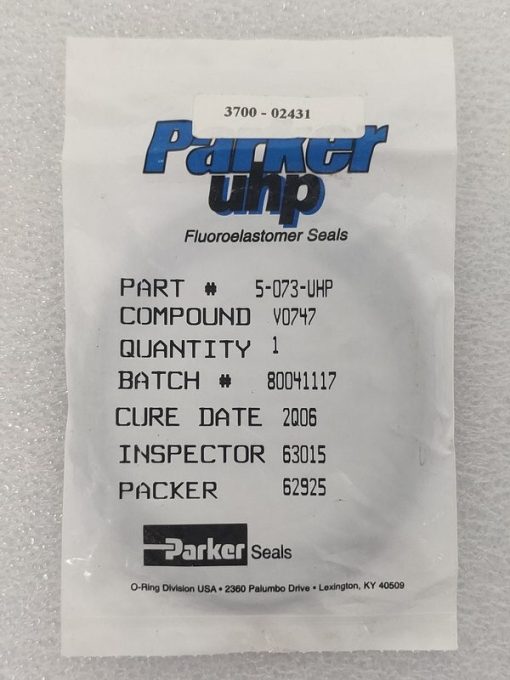 3700 - 02431
Parker
uhp
Fluoroelastomer Seals
PART # 5-073-UHP
COMPOUND V0747
QUANTITY 1
BATCH # 80041117
CURE DATE 2Q06
INSPECTOR 63015
PACKER 62925
Parker Seals
O-Ring Division USA • 2360 Palumbo Drive • Lexington, KY 40509